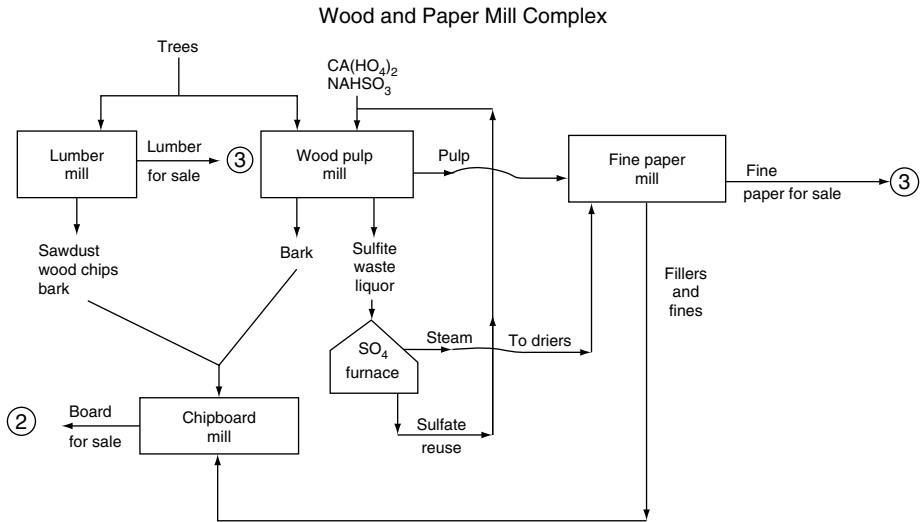 Wood and Paper Mill Complex
Trees
CA(HO4)2
NAHSO3
Lumber
mill
Lumber
for sale
3
Wood pulp
mill
Pulp
Fine paper
mill
Fine
paper for sale
3
Sawdust
wood chips
bark
Bark
Sulfite
waste
liquor
Fillers
and
fines
SO4
furnace
Steam
To driers
2
Board
for sale
Chipboard
mill
Sulfate
reuse